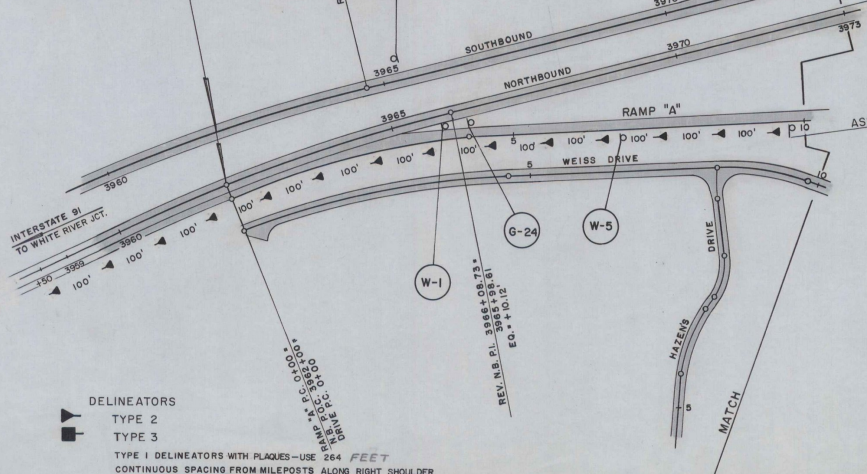 3975
SOUTHBOUND
3973
3965
3970
NORTHBOUND
3965
RAMP "A"
10
AS
5
100' 100' 100' 100' 100' 100' 100' 100' 100' 100' 100' 100' 100' 100'
WEISS DRIVE
5
0
3960
INTERSTATE 91
TO WHITE RIVER JCT.
3960
3959
+50
G-24
W-5
W-1
DRIVE
HAZEN'S
5
MATCH
REV. N.B. P.I. 3966+08.73=
3965+98.61
EQ.=+10.12'
RAMP "A" P.C. 0+00=
N.B. P.O.C. 3962+00=
DRIVE P.C. 0+00
DELINEATORS
TYPE 2
TYPE 3
TYPE I DELINEATORS WITH PLAQUES-USE 264 FEET
CONTINUOUS SPACING FROM MILEPOSTS ALONG RIGHT SHOULDER